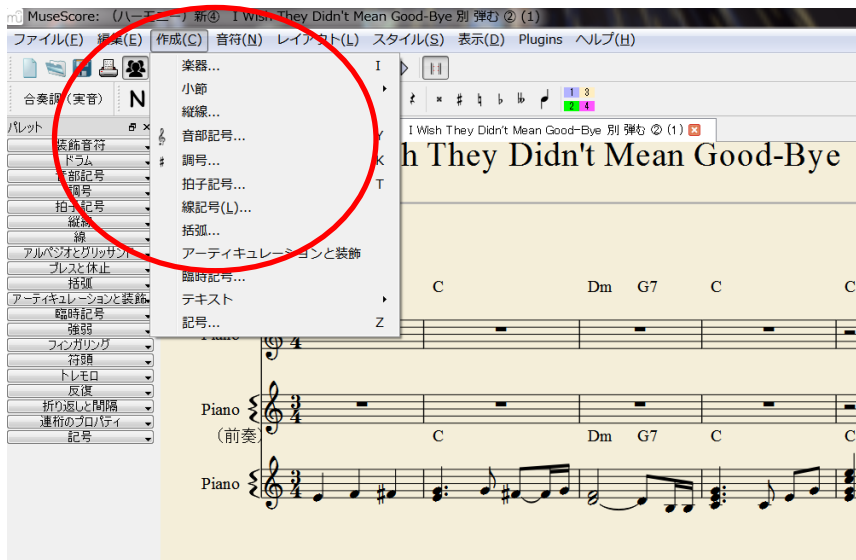 MuseScore: （ハーモニー）新④ I Wish They Didn't Mean Good-Bye 別 弾む ② (1)
ファイル(F) 編集(E) 作成(C) 音符(N) レイアウト(L) スタイル(S) 表示(D) Plugins ヘルプ(H)
合奏調（実音） N
1 3
2 4
パレット
I Wish They Didn't Mean Good-Bye 別 弾む ② (1)
楽器... I
小節
縦線...
音部記号... Y
調号... K
拍子記号... T
線記号(L)...
括弧...
アーティキュレーションと装飾
臨時記号...
テキスト
記号... Z
装飾音符
ドラム
音部記号
調号
拍子記号
縦線
線
アルペジオとグリッサンド
ブレスと休止
括弧
アーティキュレーションと装飾
臨時記号
強弱
フィンガリング
符頭
トレモロ
反復
折り返しと間隔
連桁のプロパティ
記号
h They Didn't Mean Good-Bye
C Dm G7 C C
Piano
Piano
（前奏）
C Dm G7 C C
Piano